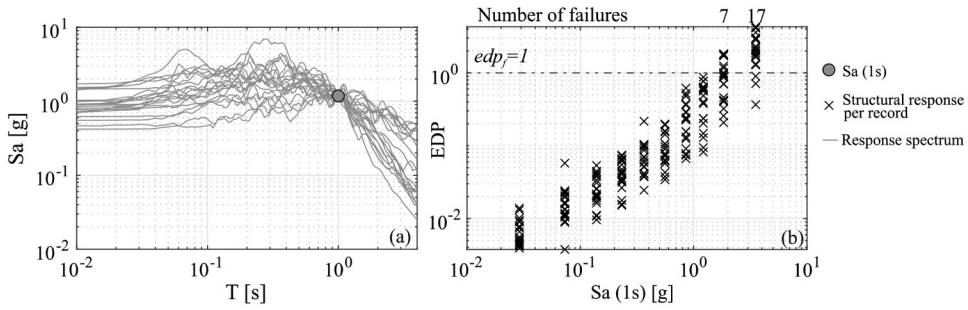 Number of failures 7 17
10^1
10^0
10^-1
10^-2
Sa [g]
(a)
10^-2 10^-1 10^0
T [s]
edp_f=1
10^0
10^-2
EDP
(b)
10^-2 10^-1 10^0 10^1
Sa (1s) [g]
Sa (1s)
Structural response
per record
Response spectrum